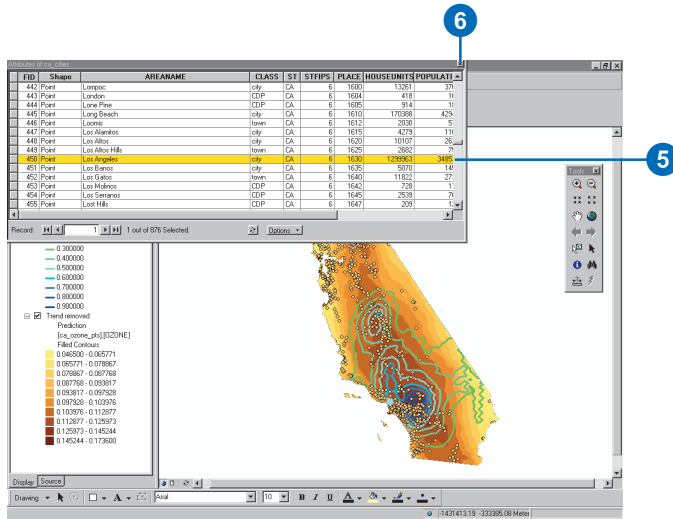 6
Attributes of ca_cities
FID Shape AREANAME CLASS ST STFIPS PLACE HOUSEUNITS POPULATI
442 Point Lompoc city CA 6 1600 13261
443 Point London CDP CA 6 1604 418
444 Point Lone Pine CDP CA 6 1605 914
445 Point Long Beach city CA 6 1610 170388
446 Point Loomis town CA 6 1612 2030
447 Point Los Alamitos city CA 6 1615 4279
448 Point Los Altos city CA 6 1620 10107
449 Point Los Altos Hills city CA 6 1625 2682
450 Point Los Angeles city CA 6 1630 1299963 3485
451 Point Los Banos city CA 6 1635 5070
452 Point Los Gatos town CA 6 1640 11822
453 Point Los Molinos CDP CA 6 1642 728
454 Point Los Serranos CDP CA 6 1645 2539
455 Point Lost Hills CDP CA 6 1647 209
5
Record: 1 1 out of 876 Selected. Options
Tools
0.300000
0.400000
0.500000
0.600000
0.700000
0.800000
0.900000
Trend removed
Prediction
[ca_ozone_pts].[OZONE]
Filled Contours
0.046500 - 0.065771
0.065771 - 0.078867
0.078867 - 0.087768
0.087768 - 0.093817
0.093817 - 0.097928
0.097928 - 0.103976
0.103976 - 0.112877
0.112877 - 0.125973
0.125973 - 0.145244
0.145244 - 0.173600
Display Source
Drawing A Arial 10 B I U A
-1431413.19 -333385.08 Meter